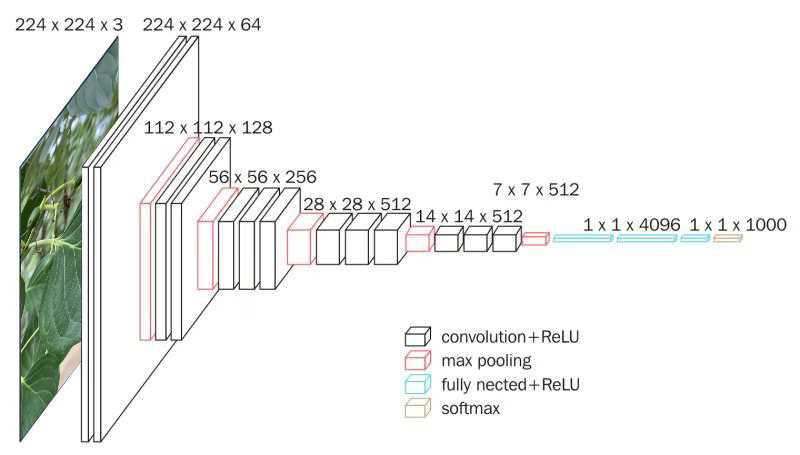 224 x 224 x 3
224 x 224 x 64
112 x 112 x 128
56 x 56 x 256
28 x 28 x 512
14 x 14 x 512
7 x 7 x 512
1 x 1 x 4096
1 x 1 x 1000
convolution+ReLU
max pooling
fully nected+ReLU
softmax